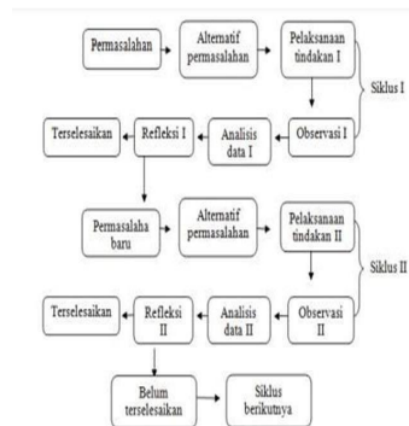 Permasalahan
Alternatif
permasalahan
Pelaksanaan
tindakan I
Siklus I
Terselesaikan
Refleksi I
Analisis
data I
Observasi I
Permasalaha
baru
Alternatif
permasalahan
Pelaksanaan
tindakan II
Siklus II
Terselesaikan
Refleksi
II
Analisis
data II
Observasi
II
Belum
terselesaikan
Siklus
berikutnya